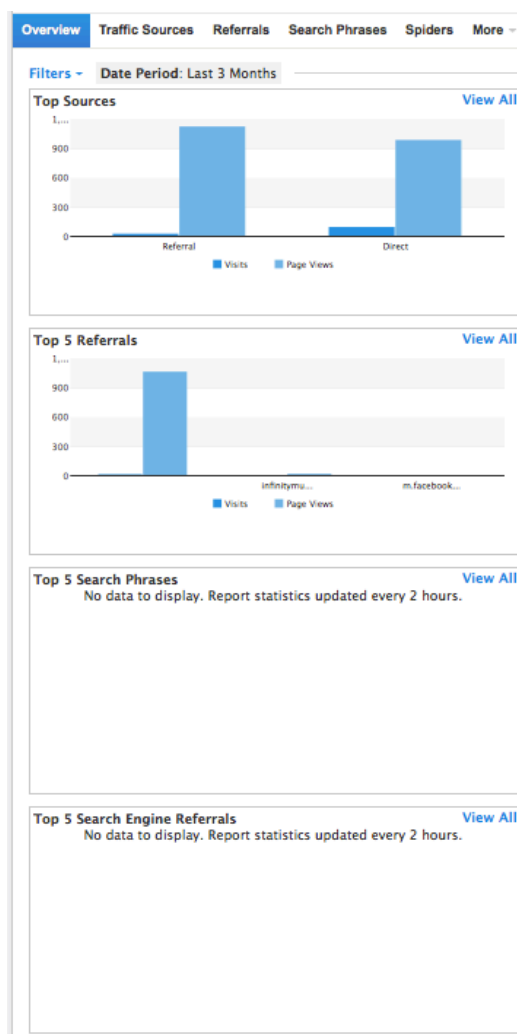 Overview Traffic Sources Referrals Search Phrases Spiders More
Filters Date Period: Last 3 Months
Top Sources View All
1,...
900
600
300
0
Referral Direct
Visits Page Views
Top 5 Referrals View All
1,...
900
600
300
0
infinitymu... m.facebook...
Visits Page Views
Top 5 Search Phrases View All
No data to display. Report statistics updated every 2 hours.
Top 5 Search Engine Referrals View All
No data to display. Report statistics updated every 2 hours.